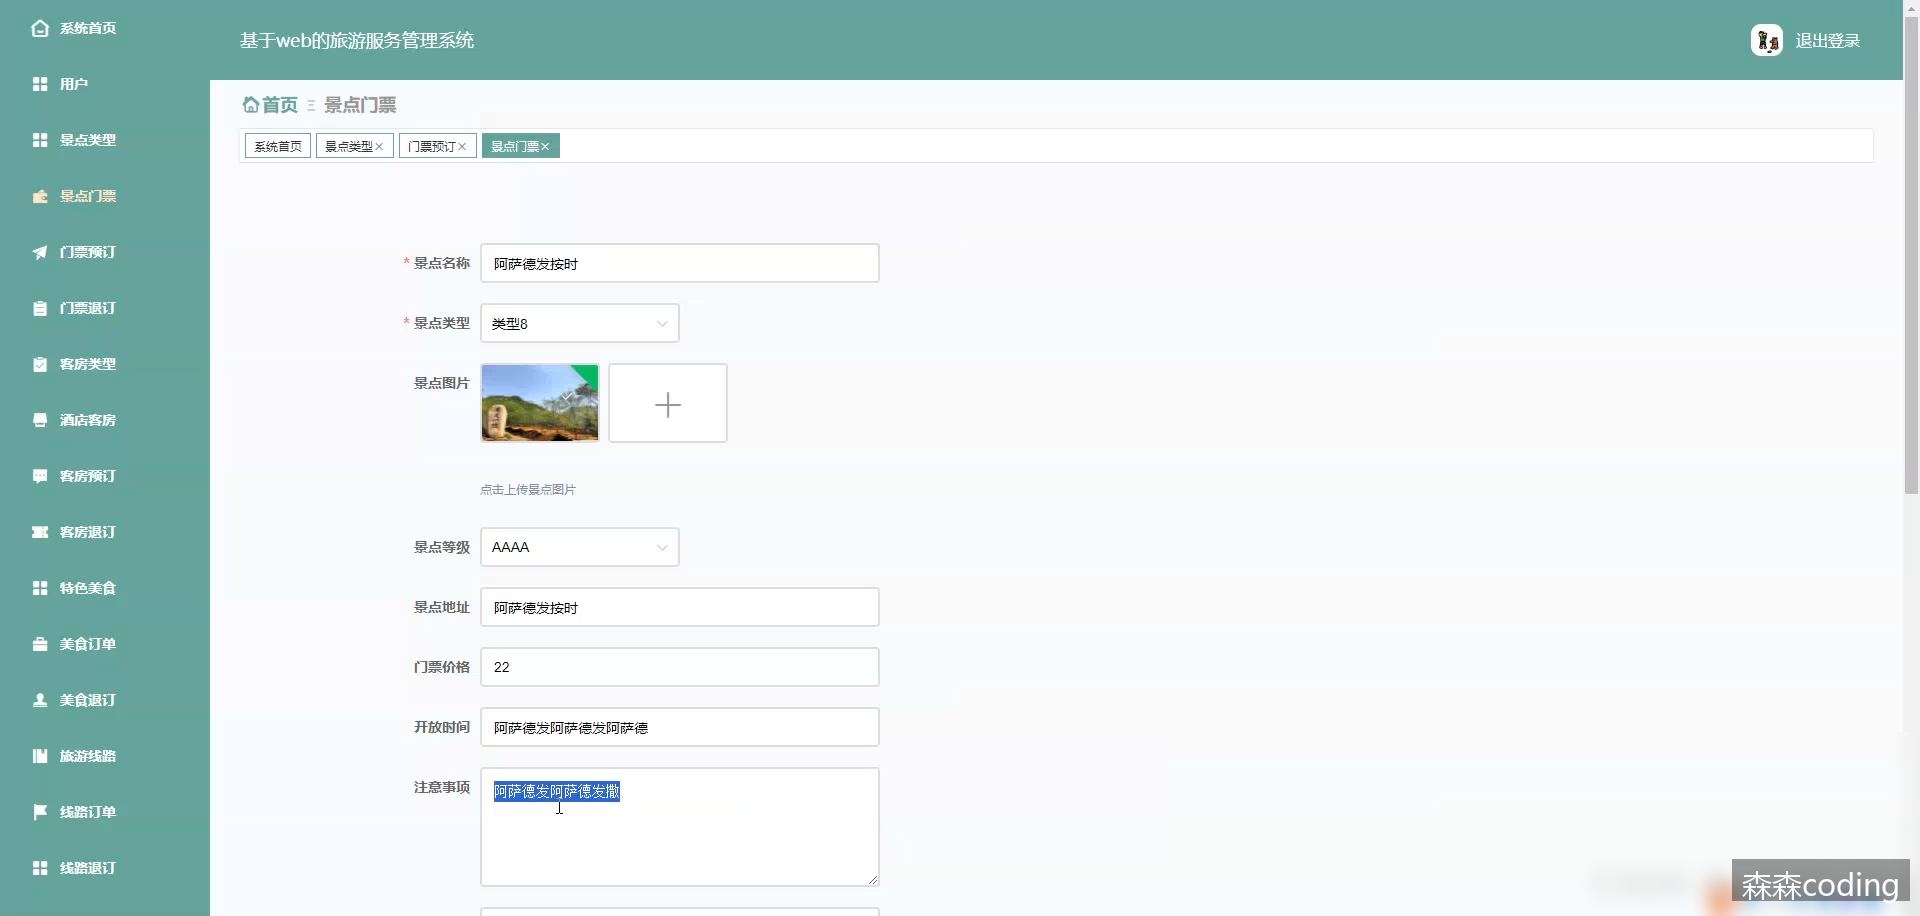 系统首页
用户
景点类型
景点门票
门票预订
门票退订
客房类型
酒店客房
客房预订
客房退订
特色美食
美食订单
美食退订
旅游线路
线路订单
线路退订
基于web的旅游服务管理系统
退出登录
首页 景点门票
系统首页 景点类型 门票预订 景点门票
* 景点名称 阿萨德发按时
* 景点类型 类型8
景点图片
点击上传景点图片
景点等级 AAAA
景点地址 阿萨德发按时
门票价格 22
开放时间 阿萨德发阿萨德发阿萨德
注意事项 阿萨德发阿萨德发撒
森森coding